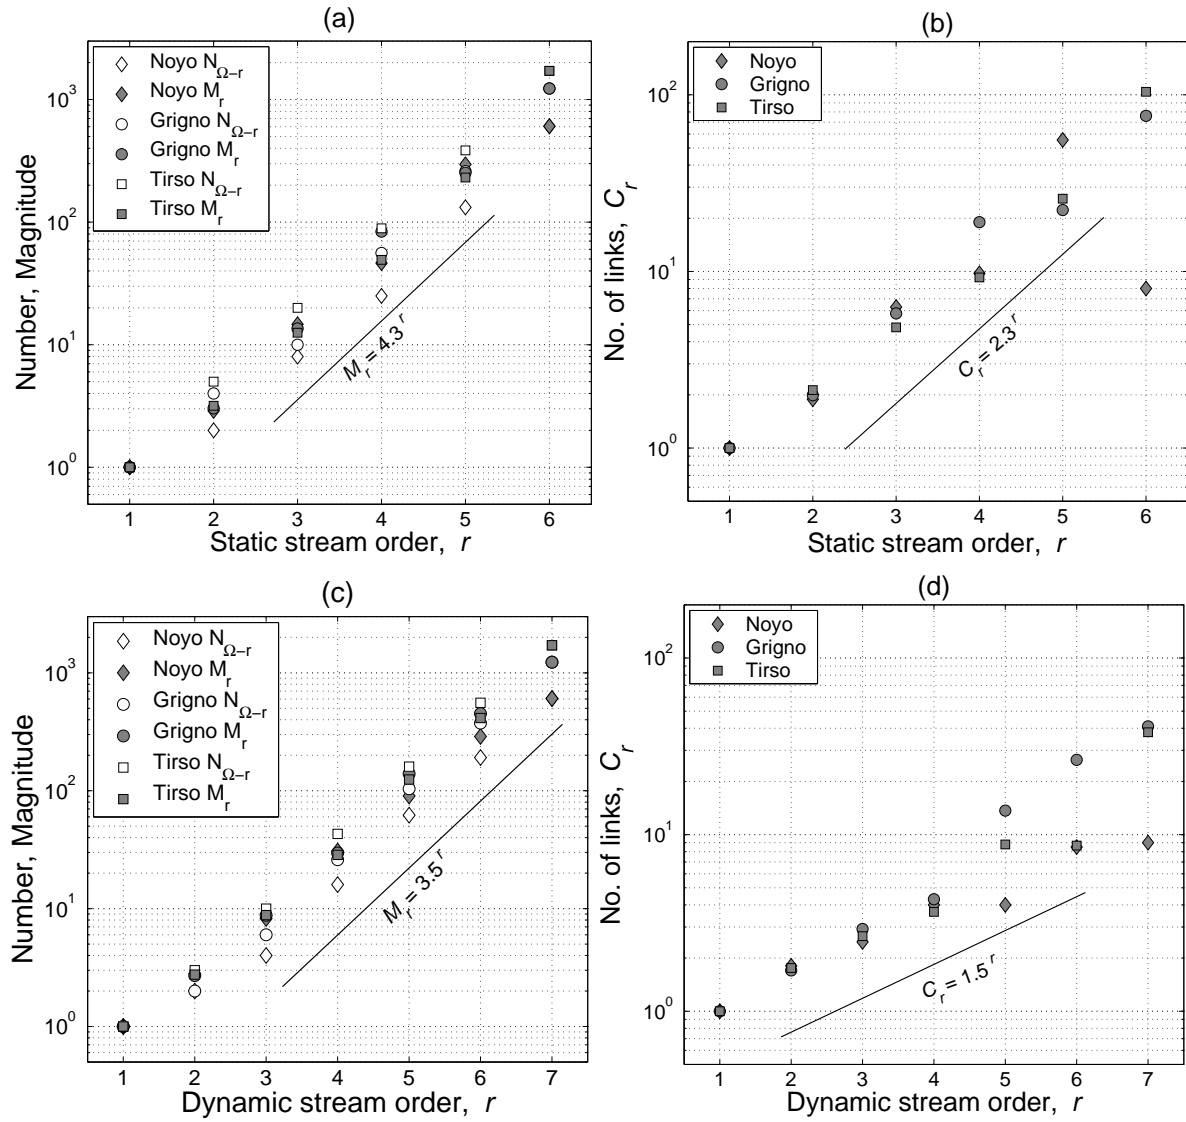 (a)
Noyo N_Ω−r
Noyo M_r
Grigno N_Ω−r
Grigno M_r
Tirso N_Ω−r
Tirso M_r
10^3
10^2
10^1
10^0
Number, Magnitude
M_r = 4.3^r
1 2 3 4 5 6
Static stream order, r
(b)
Noyo
Grigno
Tirso
10^2
10^1
10^0
No. of links, C_r
C_r = 2.3^r
1 2 3 4 5 6
Static stream order, r
(c)
Noyo N_Ω−r
Noyo M_r
Grigno N_Ω−r
Grigno M_r
Tirso N_Ω−r
Tirso M_r
10^3
10^2
10^1
10^0
Number, Magnitude
M_r = 3.5^r
1 2 3 4 5 6 7
Dynamic stream order, r
(d)
Noyo
Grigno
Tirso
10^2
10^1
10^0
No. of links, C_r
C_r = 1.5^r
1 2 3 4 5 6 7
Dynamic stream order, r